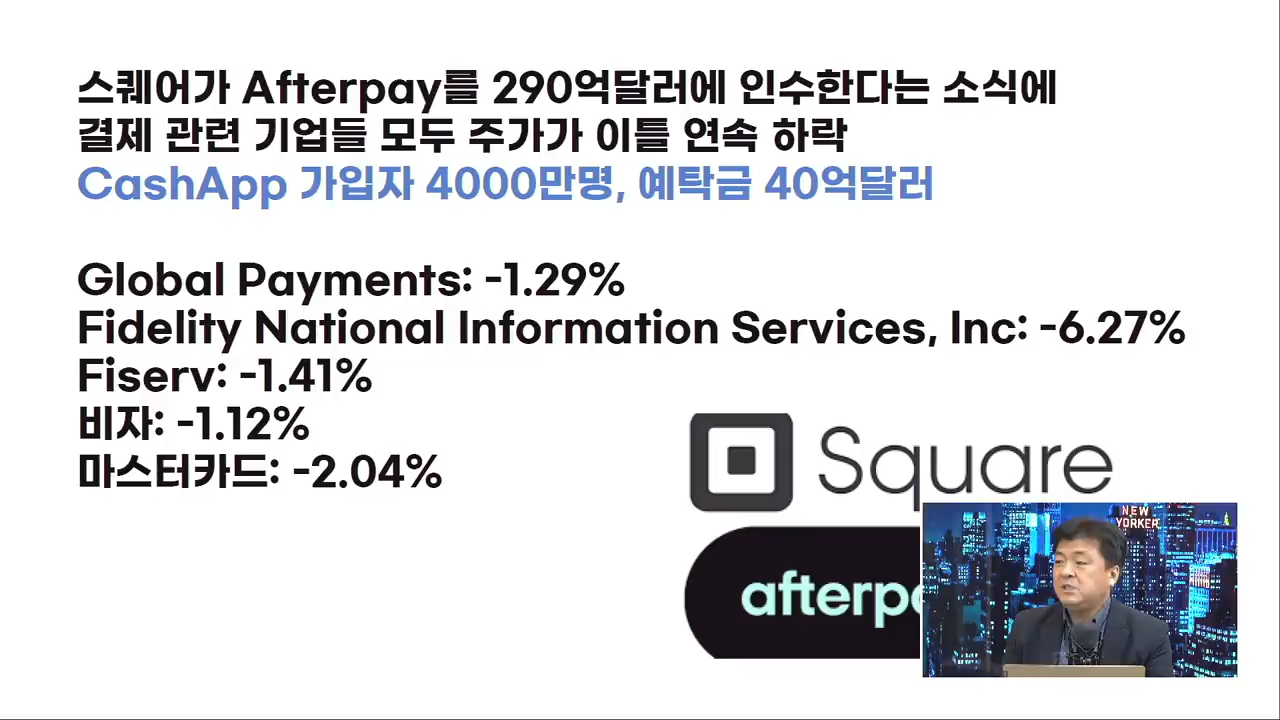 스퀘어가 Afterpay를 290억달러에 인수한다는 소식에
결제 관련 기업들 모두 주가가 이틀 연속 하락
CashApp 가입자 4000만명, 예탁금 40억달러
Global Payments: -1.29%
Fidelity National Information Services, Inc: -6.27%
Fiserv: -1.41%
비자: -1.12%
마스터카드: -2.04%
Square
afterpa
NEW
YORKER